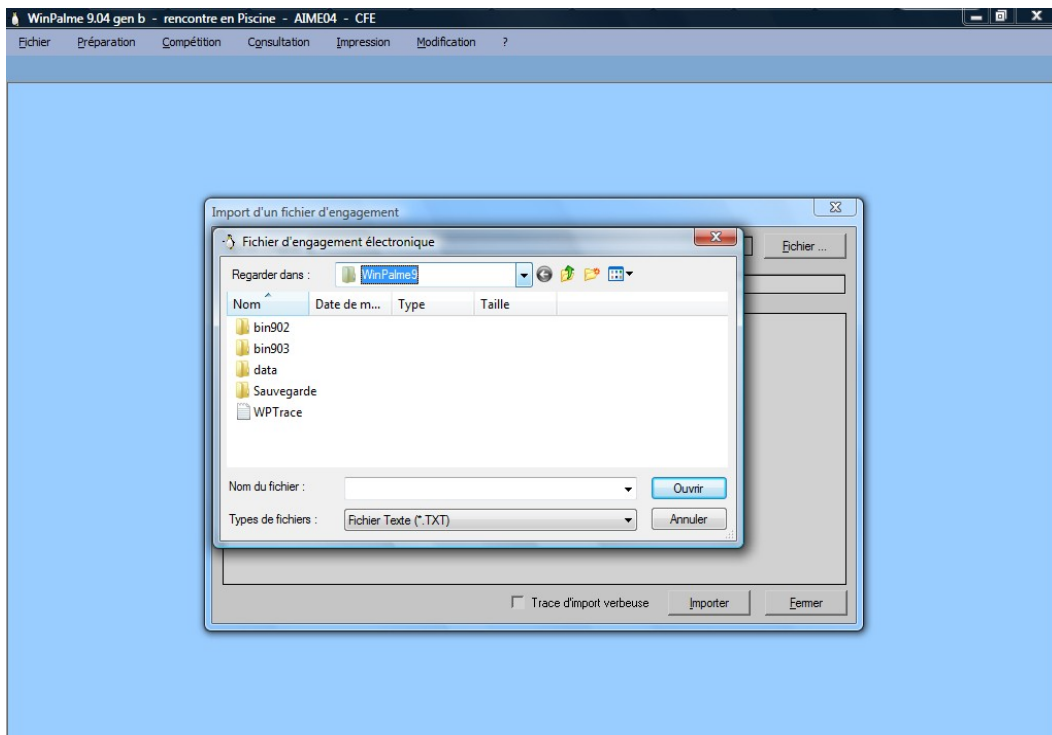 WinPalme 9.04 gen b - rencontre en Piscine - AIME04 - CFE
Fichier Préparation Compétition Consultation Impression Modification ?
Import d'un fichier d'engagement
Fichier d'engagement électronique
Fichier ...
Regarder dans : WinPalme9
Nom Date de m... Type Taille
bin902
bin903
data
Sauvegarde
WPTrace
Nom du fichier : Ouvrir
Types de fichiers : Fichier Texte (*.TXT) Annuler
Trace d'import verbeuse Importer Fermer